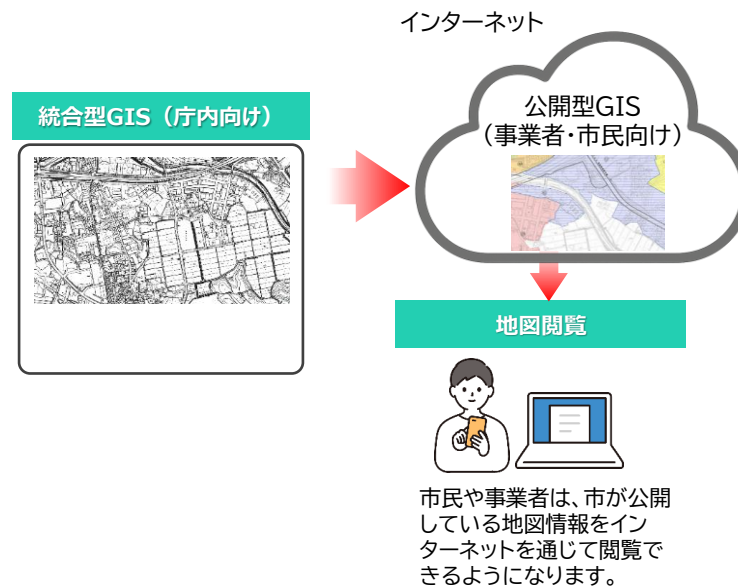 インターネット
統合型GIS（庁内向け）
公開型GIS
（事業者・市民向け）
地図閲覧
市民や事業者は、市が公開
している地図情報をイン
ターネットを通じて閲覧で
きるようになります。